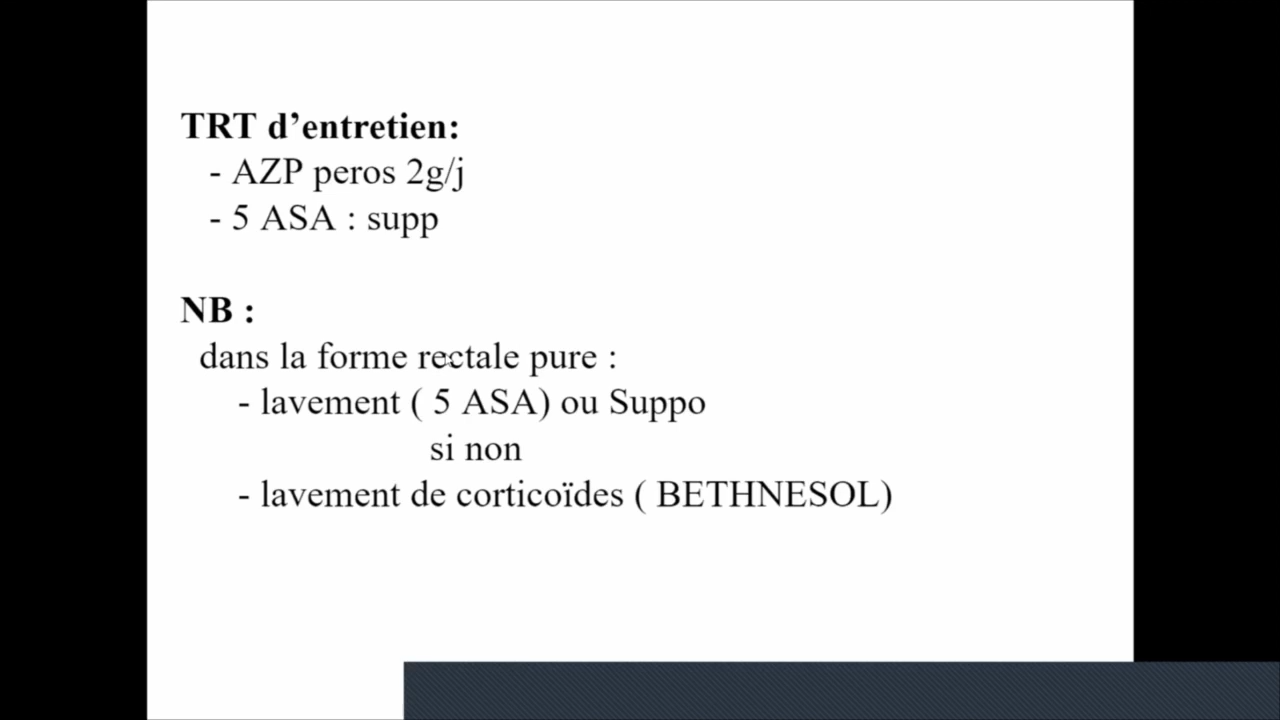 TRT d’entretien:
- AZP peros 2g/j
- 5 ASA : supp
NB :
dans la forme rectale pure :
- lavement ( 5 ASA) ou Suppo
si non
- lavement de corticoïdes ( BETHNESOL)